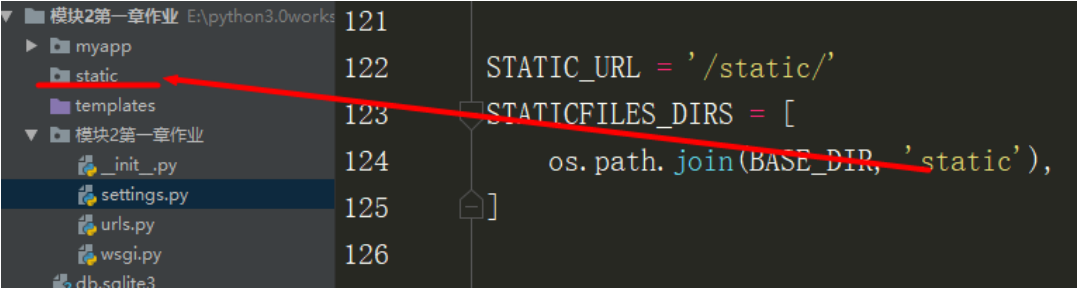 模块2第一章作业 E:\python3.0works
myapp
static
templates
模块2第一章作业
__init__.py
settings.py
urls.py
wsgi.py
db.sqlite3
121
122 STATIC_URL = '/static/'
123 STATICFILES_DIRS = [
124 os.path.join(BASE_DIR, 'static'),
125 ]
126